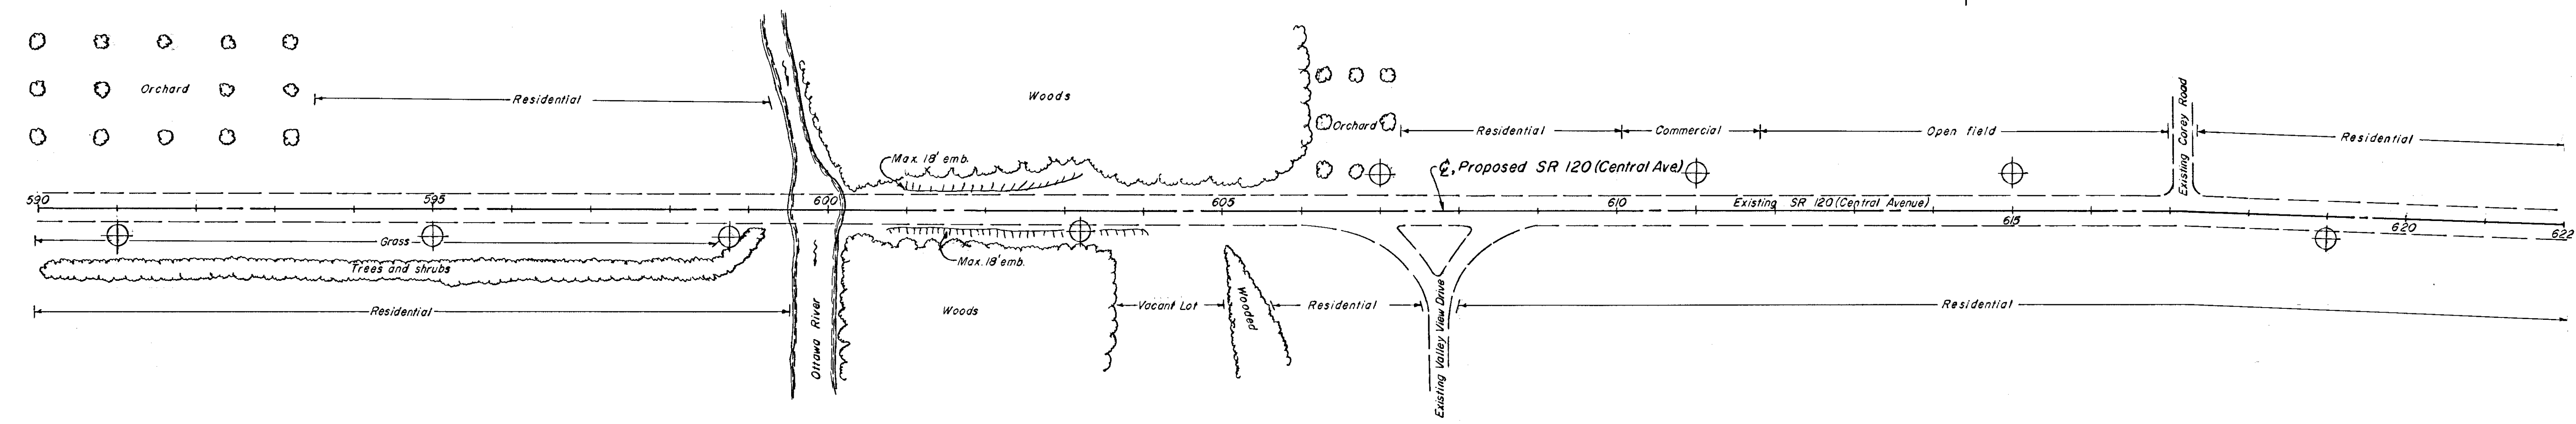 Orchard
Residential
Woods
Orchard
Residential
Commercial
Open field
Existing Corey Road
Residential
Max. 18' emb.
℄, Proposed SR 120 (Central Ave)
590
595
600
605
610
Existing SR 120 (Central Avenue)
615
620
622
Grass
Trees and shrubs
Max. 18' emb.
Residential
Ottawa River
Woods
Vacant Lot
Wooded
Residential
Existing Valley View Drive
Residential